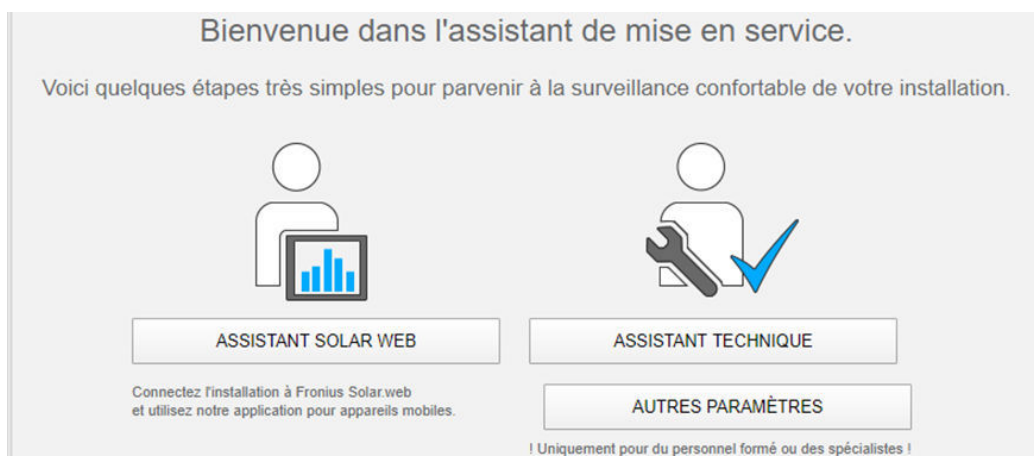 Bienvenue dans l'assistant de mise en service.
Voici quelques étapes très simples pour parvenir à la surveillance confortable de votre installation.
ASSISTANT SOLAR WEB
Connectez l'installation à Fronius Solar.web
et utilisez notre application pour appareils mobiles.
ASSISTANT TECHNIQUE
AUTRES PARAMÈTRES
! Uniquement pour du personnel formé ou des spécialistes !